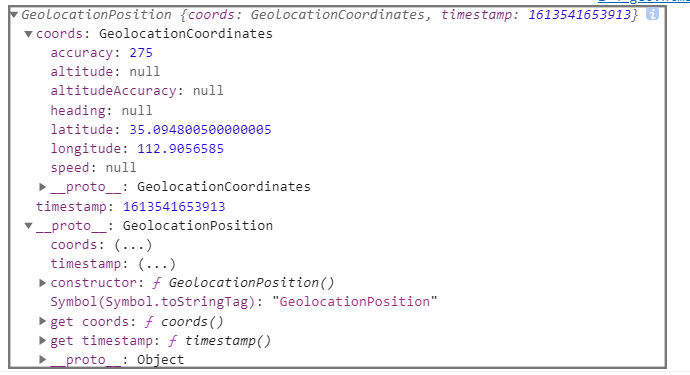 GeolocationPosition {coords: GeolocationCoordinates, timestamp: 1613541653913} i
coords: GeolocationCoordinates
accuracy: 275
altitude: null
altitudeAccuracy: null
heading: null
latitude: 35.094800500000005
longitude: 112.9056585
speed: null
__proto__: GeolocationCoordinates
timestamp: 1613541653913
__proto__: GeolocationPosition
coords: (...)
timestamp: (...)
constructor: ƒ GeolocationPosition()
Symbol(Symbol.toStringTag): "GeolocationPosition"
get coords: ƒ coords()
get timestamp: ƒ timestamp()
__proto__: Object